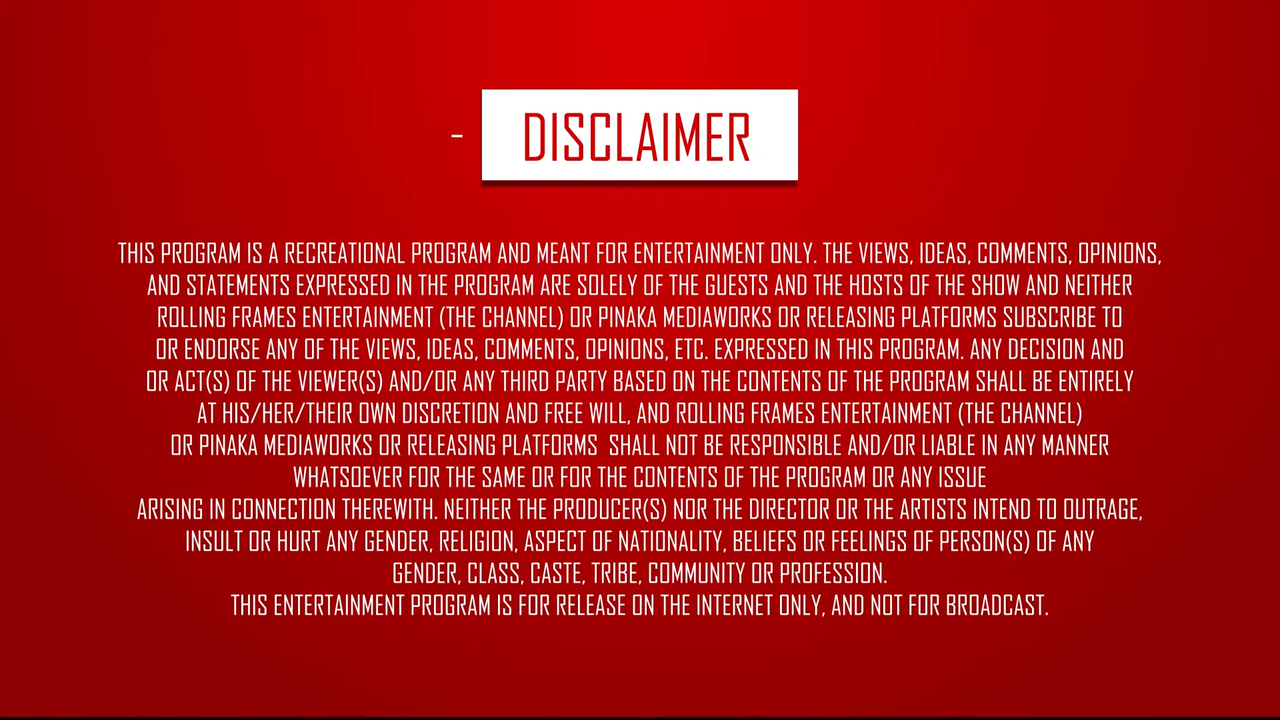 - DISCLAIMER
THIS PROGRAM IS A RECREATIONAL PROGRAM AND MEANT FOR ENTERTAINMENT ONLY. THE VIEWS, IDEAS, COMMENTS, OPINIONS,
AND STATEMENTS EXPRESSED IN THE PROGRAM ARE SOLELY OF THE GUESTS AND THE HOSTS OF THE SHOW AND NEITHER
ROLLING FRAMES ENTERTAINMENT (THE CHANNEL) OR PINAKA MEDIAWORKS OR RELEASING PLATFORMS SUBSCRIBE TO
OR ENDORSE ANY OF THE VIEWS, IDEAS, COMMENTS, OPINIONS, ETC. EXPRESSED IN THIS PROGRAM. ANY DECISION AND
OR ACT(S) OF THE VIEWER(S) AND/OR ANY THIRD PARTY BASED ON THE CONTENTS OF THE PROGRAM SHALL BE ENTIRELY
AT HIS/HER/THEIR OWN DISCRETION AND FREE WILL, AND ROLLING FRAMES ENTERTAINMENT (THE CHANNEL)
OR PINAKA MEDIAWORKS OR RELEASING PLATFORMS SHALL NOT BE RESPONSIBLE AND/OR LIABLE IN ANY MANNER
WHATSOEVER FOR THE SAME OR FOR THE CONTENTS OF THE PROGRAM OR ANY ISSUE
ARISING IN CONNECTION THEREWITH. NEITHER THE PRODUCER(S) NOR THE DIRECTOR OR THE ARTISTS INTEND TO OUTRAGE,
INSULT OR HURT ANY GENDER, RELIGION, ASPECT OF NATIONALITY, BELIEFS OR FEELINGS OF PERSON(S) OF ANY
GENDER, CLASS, CASTE, TRIBE, COMMUNITY OR PROFESSION.
THIS ENTERTAINMENT PROGRAM IS FOR RELEASE ON THE INTERNET ONLY, AND NOT FOR BROADCAST.